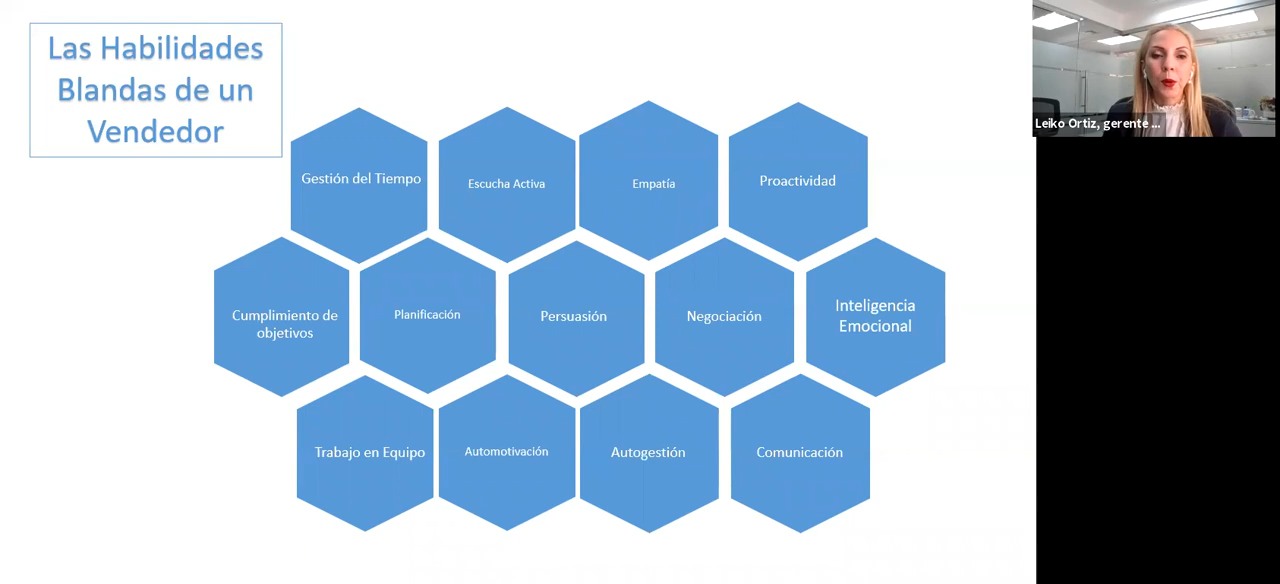 Las Habilidades
Blandas de un
Vendedor
Gestión del Tiempo
Escucha Activa
Empatía
Proactividad
Cumplimiento de
objetivos
Planificación
Persuasión
Negociación
Inteligencia
Emocional
Trabajo en Equipo
Automotivación
Autogestión
Comunicación
Leiko Ortiz, gerente ...